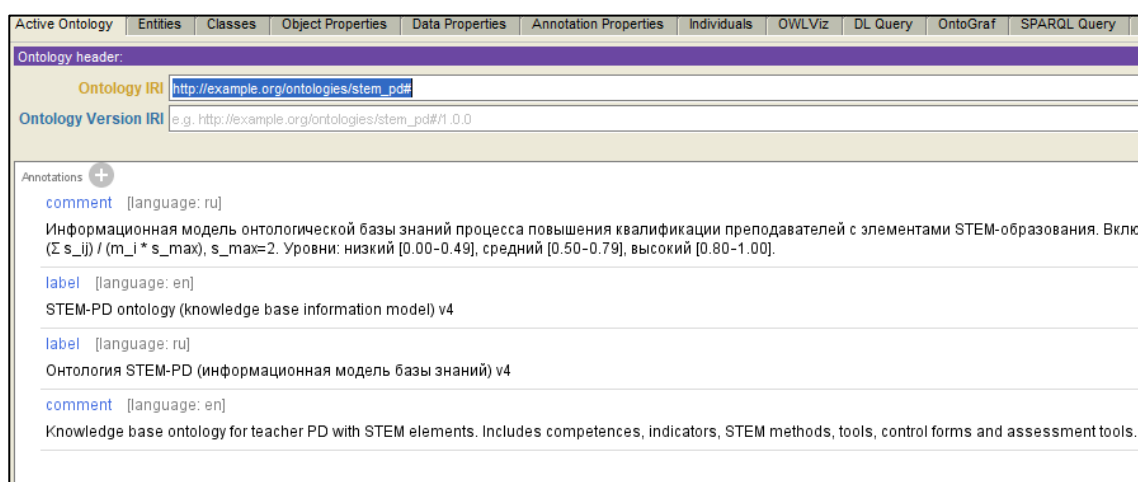 Active Ontology Entities Classes Object Properties Data Properties Annotation Properties Individuals OWLViz DL Query OntoGraf SPARQL Query
Ontology header:
Ontology IRI http://example.org/ontologies/stem_pd#
Ontology Version IRI e.g. http://example.org/ontologies/stem_pd#/1.0.0
Annotations
comment [language: ru]
Информационная модель онтологической базы знаний процесса повышения квалификации преподавателей с элементами STEM-образования. Вклю
(Σ s_ij) / (m_i * s_max), s_max=2. Уровни: низкий [0.00-0.49], средний [0.50-0.79], высокий [0.80-1.00].
label [language: en]
STEM-PD ontology (knowledge base information model) v4
label [language: ru]
Онтология STEM-PD (информационная модель базы знаний) v4
comment [language: en]
Knowledge base ontology for teacher PD with STEM elements. Includes competences, indicators, STEM methods, tools, control forms and assessment tools.